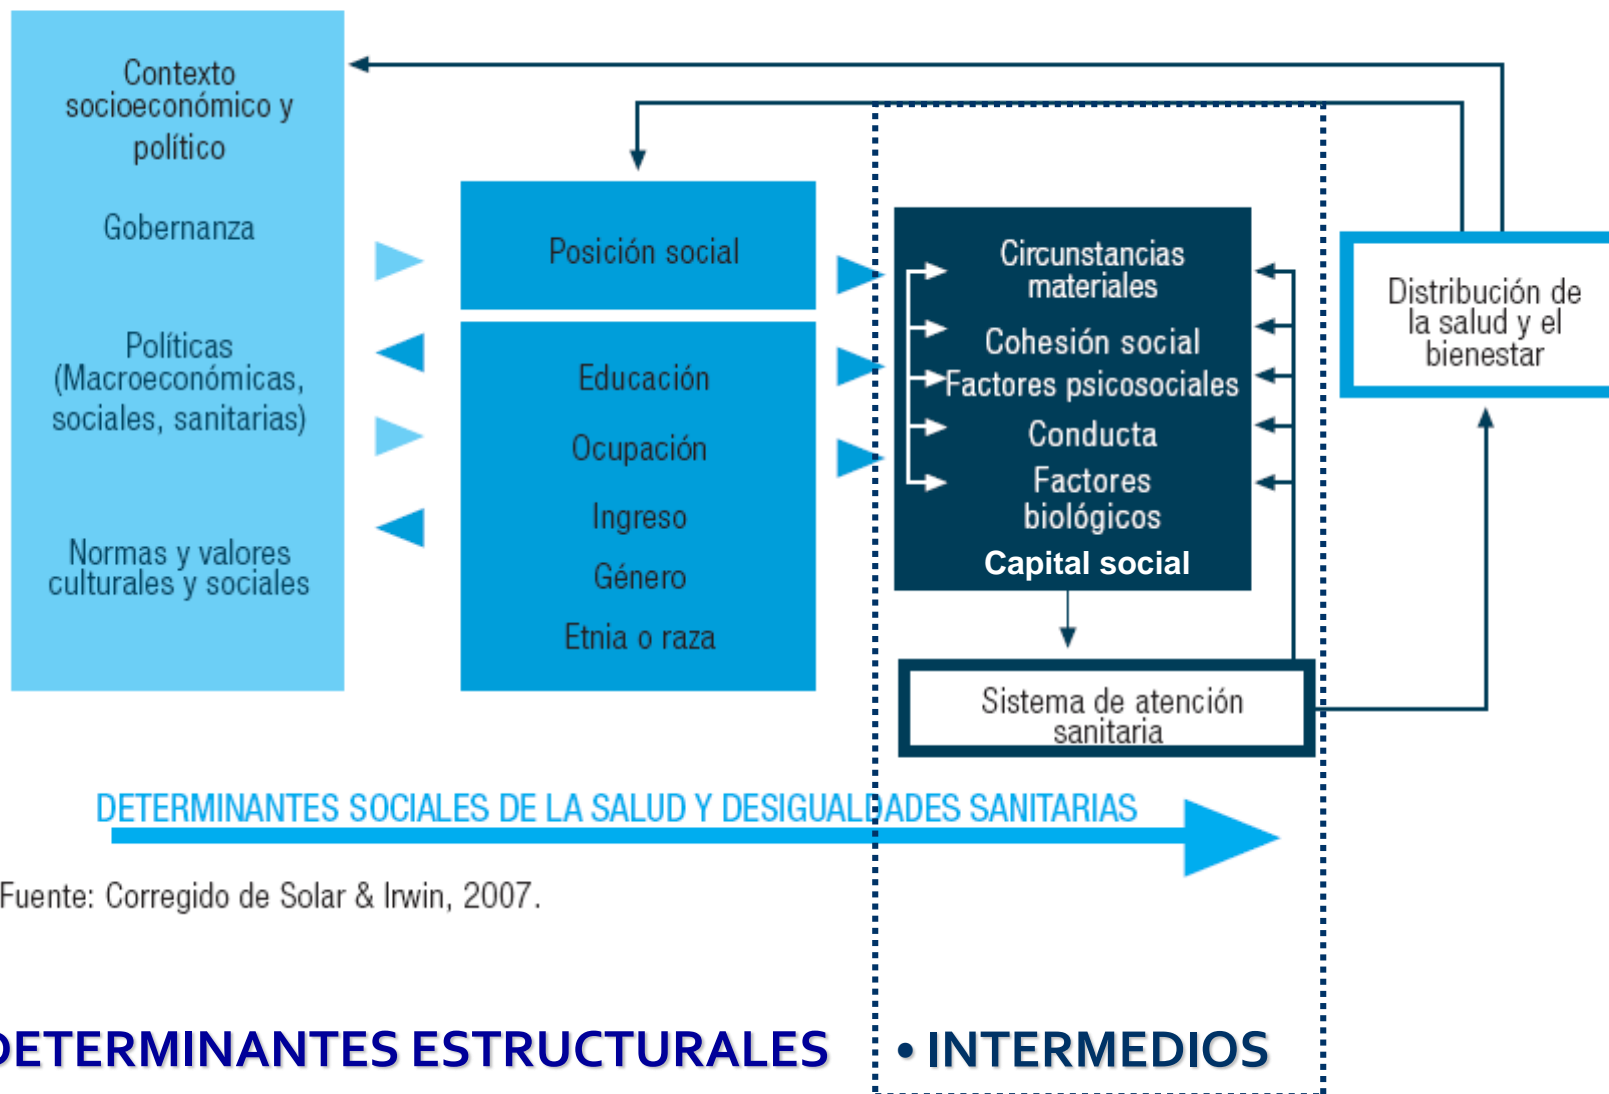 Contexto
socioeconómico y
político
Gobernanza
Políticas
(Macroeconómicas,
sociales, sanitarias)
Normas y valores
culturales y sociales
Posición social
Educación
Ocupación
Ingreso
Género
Etnia o raza
Circunstancias
materiales
Cohesión social
Factores psicosociales
Conducta
Factores
biológicos
Capital social
Sistema de atención
sanitaria
Distribución de
la salud y el
bienestar
DETERMINANTES SOCIALES DE LA SALUD Y DESIGUALDADES SANITARIAS
Fuente: Corregido de Solar & Irwin, 2007.
DETERMINANTES ESTRUCTURALES
• INTERMEDIOS